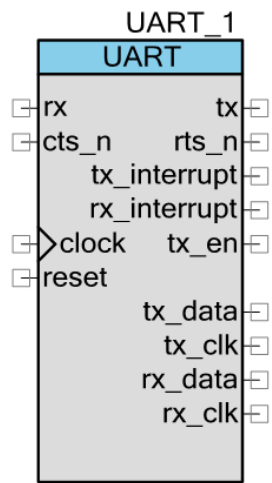 UART_1
UART
rx tx
cts_n rts_n
tx_interrupt
rx_interrupt
clock tx_en
reset
tx_data
tx_clk
rx_data
rx_clk